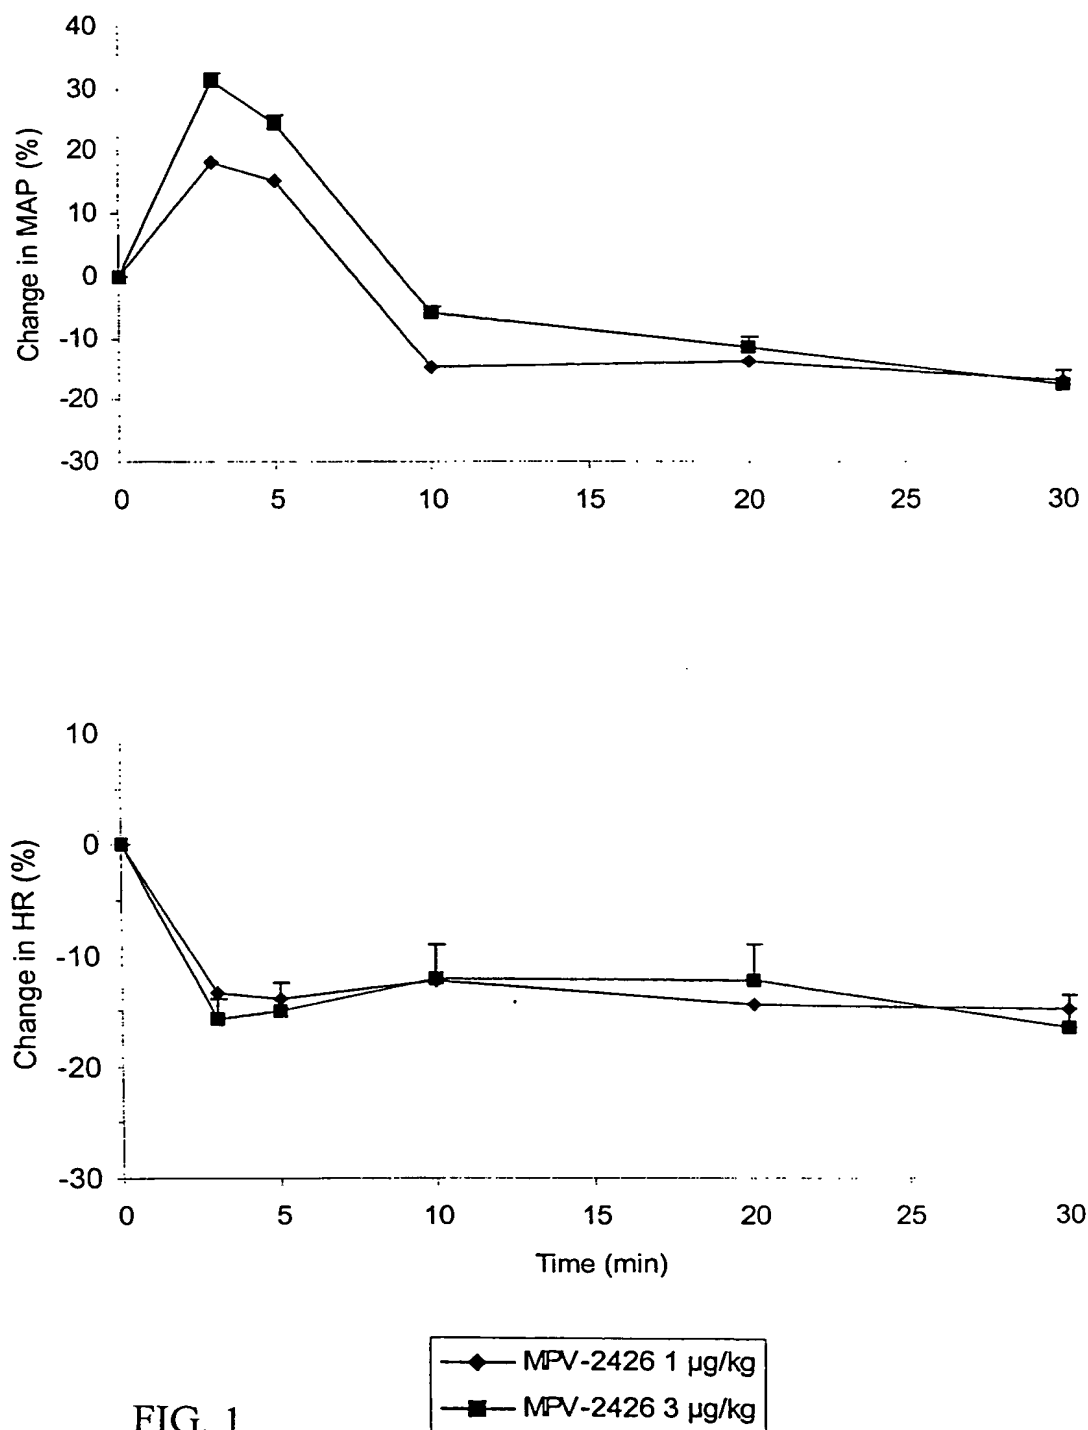 40
30
20
10
0
-10
-20
-30
Change in MAP (%)
0 5 10 15 20 25 30
10
0
-10
-20
-30
Change in HR (%)
0 5 10 15 20 25 30
Time (min)
MPV-2426 1 µg/kg
MPV-2426 3 µg/kg
FIG. 1